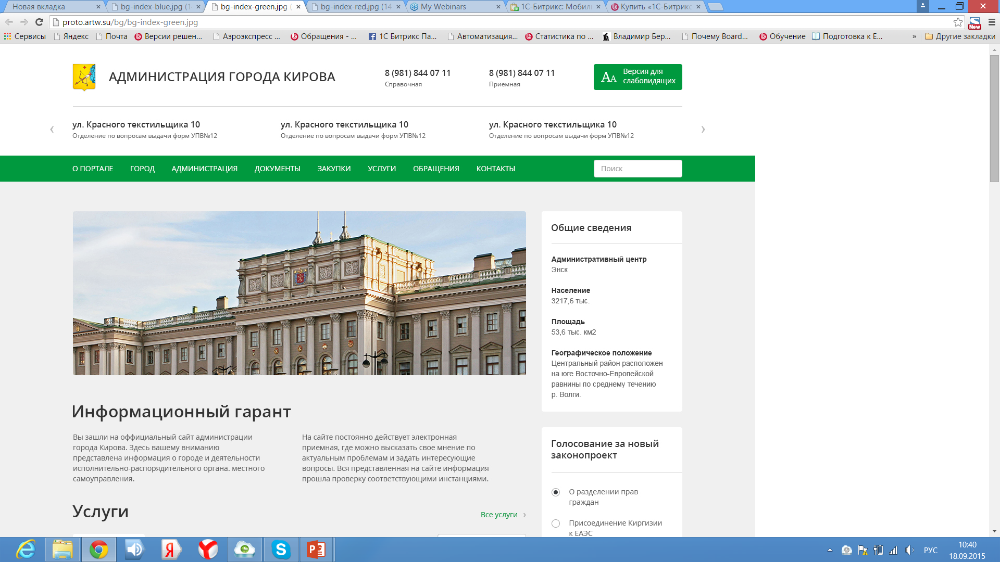 Новая вкладка
bg-index-blue.jpg (1
bg-index-green.jpg (
bg-index-red.jpg (14
My Webinars
1С-Битрикс: Мобил
Купить «1С-Битрикс
proto.artw.su/bg/bg-index-green.jpg
New
Сервисы
Яндекс
Почта
Версии решен...
Аэроэкспресс ...
Обращения - ...
1С Битрикс Па...
Автоматизация...
Статистика по ...
Владимир Бер...
Почему Board...
Обучение
Подготовка к Е...
»
Другие закладки
АДМИНИСТРАЦИЯ ГОРОДА КИРОВА
8 (981) 844 07 11
Справочная
8 (981) 844 07 11
Приемная
AA
Версия для
слабовидящих
ул. Красного текстильщика 10
Отделение по вопросам выдачи форм УПВ№12
ул. Красного текстильщика 10
Отделение по вопросам выдачи форм УПВ№12
ул. Красного текстильщика 10
Отделение по вопросам выдачи форм УПВ№12
О ПОРТАЛЕ
ГОРОД
АДМИНИСТРАЦИЯ
ДОКУМЕНТЫ
ЗАКУПКИ
УСЛУГИ
ОБРАЩЕНИЯ
КОНТАКТЫ
Поиск
Информационный гарант
Вы зашли на оффициальный сайт администрации
города Кирова. Здесь вашему вниманию
представлена информация о городе и деятельности
исполнительно-распорядительного органа. местного
самоуправления.
На сайте постоянно действует электронная
приемная, где можно высказать свое мнение по
актуальным проблемам и задать интересующие
вопросы. Вся представленная на сайте информация
прошла проверку соответствующими инстанциями.
Услуги
Все услуги
Общие сведения
Административный центр
Энск
Население
3217,6 тыс.
Площадь
53,6 тыс. км2
Географическое положение
Центральный район расположен
на юге Восточно-Европейской
равнины по среднему течению
р. Волги.
Голосование за новый
законопроект
О разделении прав
граждан
Присоединение Киргизии
к ЕАЭС
РУС
10:40
18.09.2015